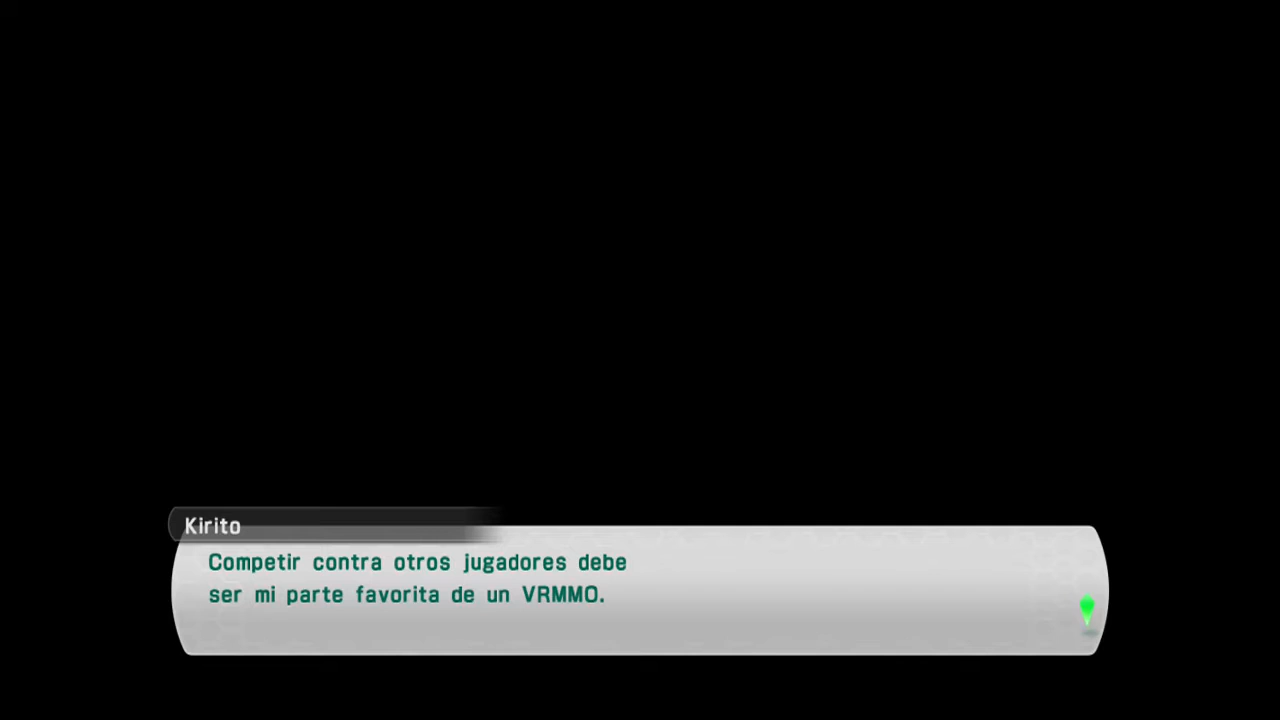 Kirito
Competir contra otros jugadores debe
ser mi parte favorita de un VRMMO.